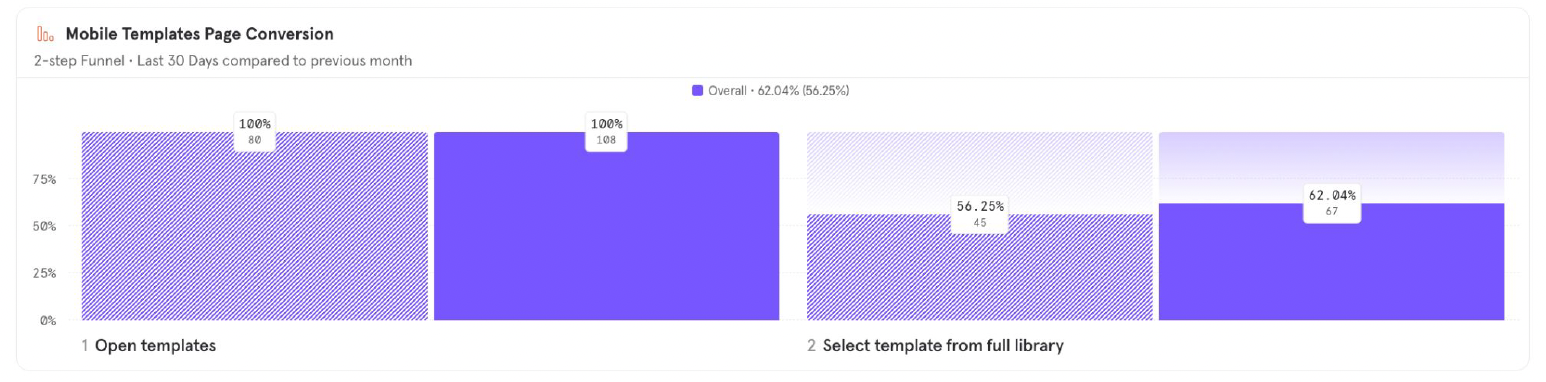 Mobile Templates Page Conversion
2-step Funnel · Last 30 Days compared to previous month
Overall · 62.04% (56.25%)
100%
80
100%
108
56.25%
45
62.04%
67
75%
50%
25%
0%
1 Open templates
2 Select template from full library